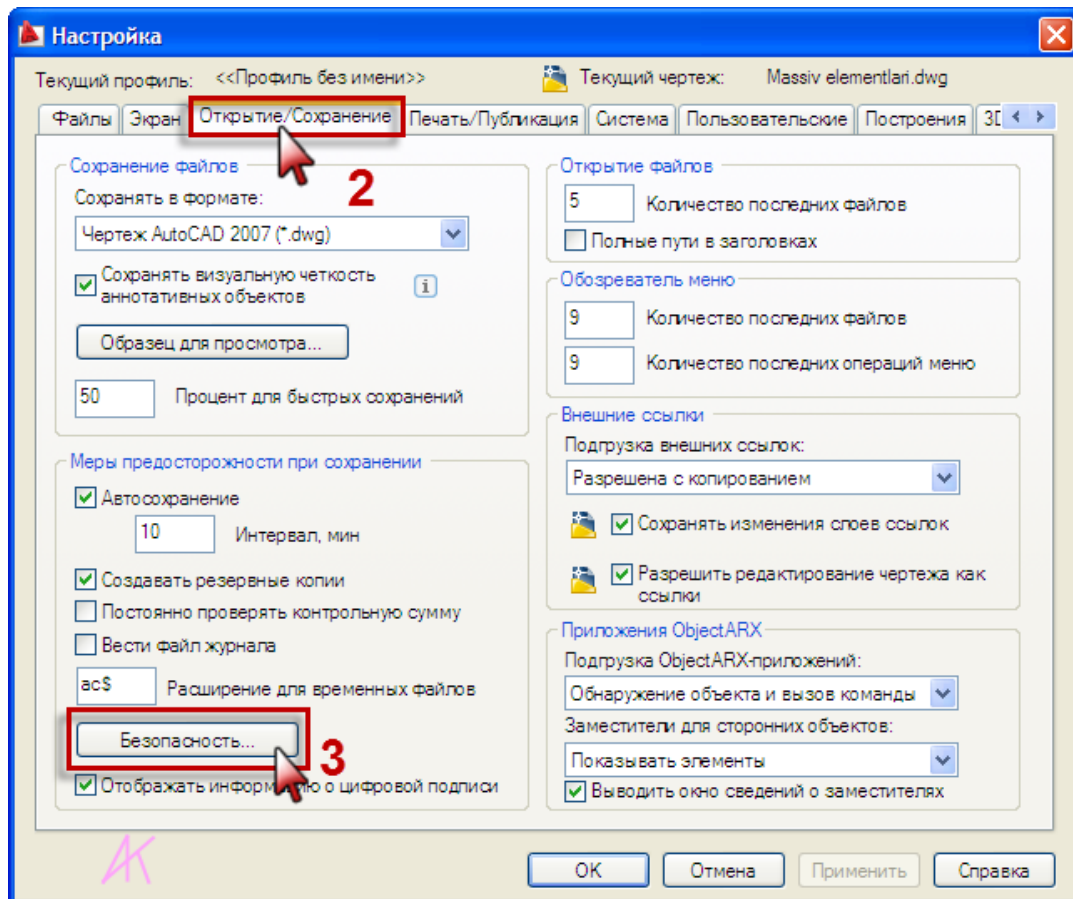 Настройка
Текущий профиль: <<Профиль без имени>> Текущий чертеж: Massiv elementlari.dwg
Файлы Экран Открытие/Сохранение Печать/Публикация Система Пользовательские Построения 3D
Сохранение файлов
2
Сохранять в формате:
Чертеж AutoCAD 2007 (*.dwg)
Сохранять визуальную четкость
аннотативных объектов
Образец для просмотра...
50 Процент для быстрых сохранений
Меры предосторожности при сохранении
Автосохранение
10 Интервал, мин
Создавать резервные копии
Постоянно проверять контрольную сумму
Вести файл журнала
ac$ Расширение для временных файлов
Безопасность...
3
Отображать информацию о цифровой подписи
Открытие файлов
5 Количество последних файлов
Полные пути в заголовках
Обозреватель меню
9 Количество последних файлов
9 Количество последних операций меню
Внешние ссылки
Подгрузка внешних ссылок:
Разрешена с копированием
Сохранять изменения слоев ссылок
Разрешить редактирование чертежа как
ссылки
Приложения ObjectARX
Подгрузка ObjectARX-приложений:
Обнаружение объекта и вызов команды
Заместители для сторонних объектов:
Показывать элементы
Выводить окно сведений о заместителях
AK
OK Отмена Применить Справка